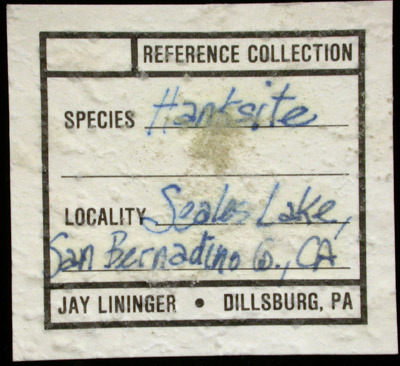 REFERENCE COLLECTION
SPECIES Hanksite
LOCALITY Seales Lake,
San Bernadino Co., CA
JAY LININGER • DILLSBURG, PA